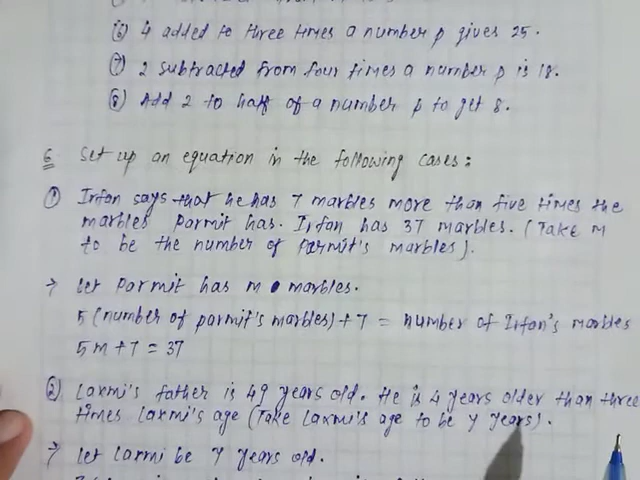 (6) 4 added to three times a number p gives 25.
(7) 2 subtracted from four times a number p is 18.
(8) Add 2 to half of a number p to get 8.
6 Set up an equation in the following cases:
(1) Irfan says that he has 7 marbles more than five times the
marbles Parmit has. Irfan has 37 marbles. (Take m
to be the number of Parmit's marbles).
→ Let Parmit has m marbles.
5 (number of parmit's marbles) + 7 = number of Irfan's marbles
5m + 7 = 37
(2) Laxmi's father is 49 years old. He is 4 years older than three
times Laxmi's age (Take Laxmi's age to be y years).
→ Let Laxmi be y years old.